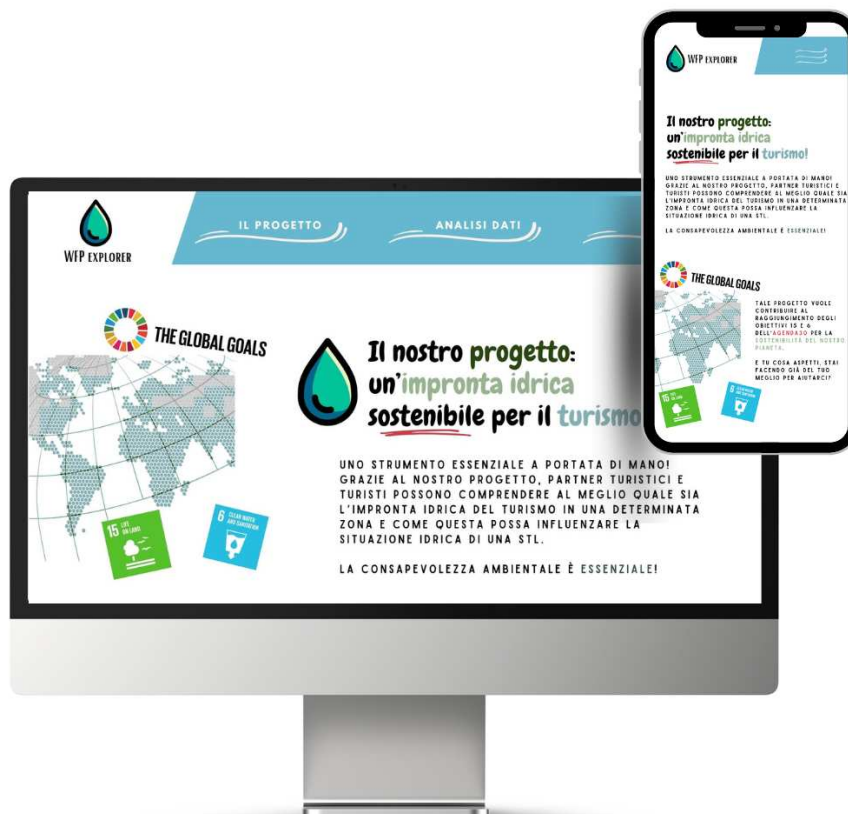 WFP EXPLORER
IL PROGETTO
ANALISI DATI
THE GLOBAL GOALS
Il nostro progetto:
un'impronta idrica
sostenibile per il turismo
UNO STRUMENTO ESSENZIALE A PORTATA DI MANO!
GRAZIE AL NOSTRO PROGETTO, PARTNER TURISTICI E
TURISTI POSSONO COMPRENDERE AL MEGLIO QUALE SIA
L'IMPRONTA IDRICA DEL TURISMO IN UNA DETERMINATA
ZONA E COME QUESTA POSSA INFLUENZARE LA
SITUAZIONE IDRICA DI UNA STL.
LA CONSAPEVOLEZZA AMBIENTALE È ESSENZIALE!
15 LIFE
ON LAND
6 CLEAN WATER
AND SANITATION
WFP EXPLORER
Il nostro progetto:
un'impronta idrica
sostenibile per il turismo!
UNO STRUMENTO ESSENZIALE A PORTATA DI MANO!
GRAZIE AL NOSTRO PROGETTO, PARTNER TURISTICI E
TURISTI POSSONO COMPRENDERE AL MEGLIO QUALE SIA
L'IMPRONTA IDRICA DEL TURISMO IN UNA DETERMINATA
ZONA E COME QUESTA POSSA INFLUENZARE LA
SITUAZIONE IDRICA DI UNA STL.
LA CONSAPEVOLEZZA AMBIENTALE È ESSENZIALE!
THE GLOBAL GOALS
TALE PROGETTO VUOLE
CONTRIBUIRE AL
RAGGIUNGIMENTO DEGLI
OBIETTIVI 15 E 6
DELL'AGENDA30 PER LA
SOSTENIBILITÀ DEL NOSTRO
PIANETA.
E TU COSA ASPETTI, STAI
FACENDO GIÀ DEL TUO
MEGLIO PER AIUTARCI?
15 LIFE
ON LAND
6